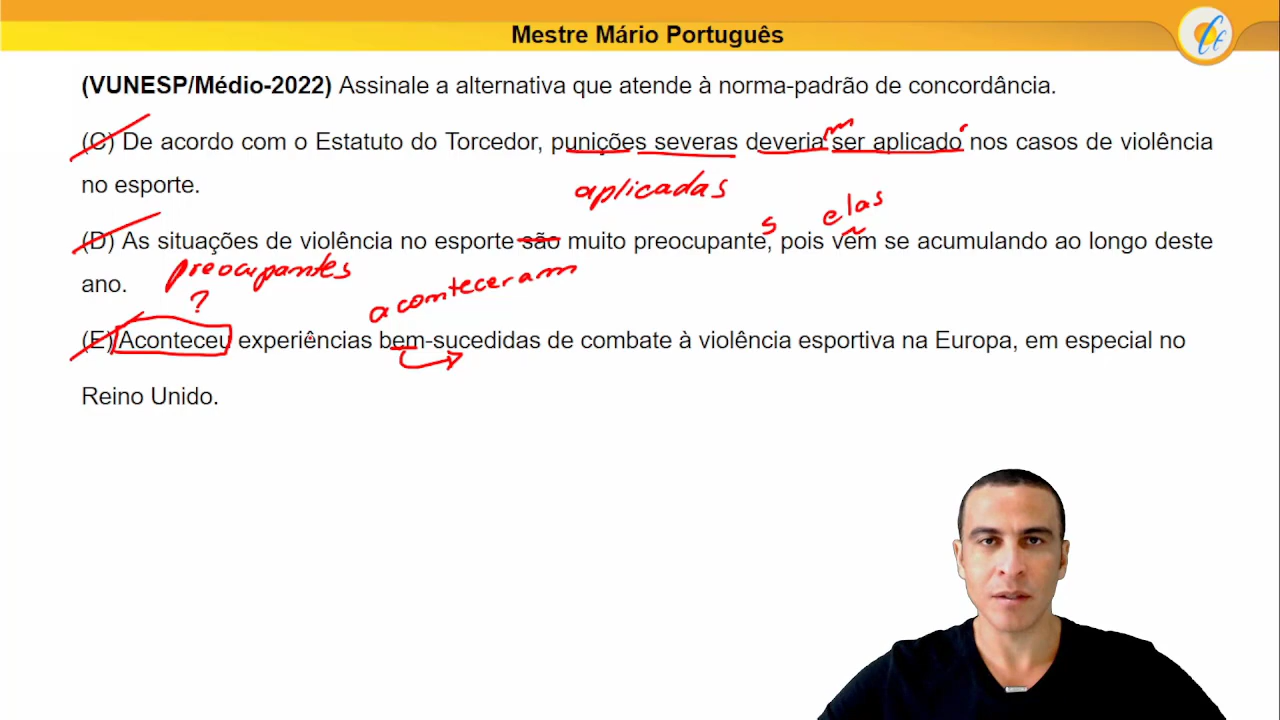 Mestre Mário Português
(VUNESP/Médio-2022) Assinale a alternativa que atende à norma-padrão de concordância.
(C) De acordo com o Estatuto do Torcedor, punições severas deveria m ser aplicado nos casos de violência
no esporte.
aplicadas
elas
s
(D) As situações de violência no esporte são muito preocupante, pois vem se acumulando ao longo deste
ano.
preocupantes
?
aconteceram
(E) Aconteceu experiências bem-sucedidas de combate à violência esportiva na Europa, em especial no
Reino Unido.